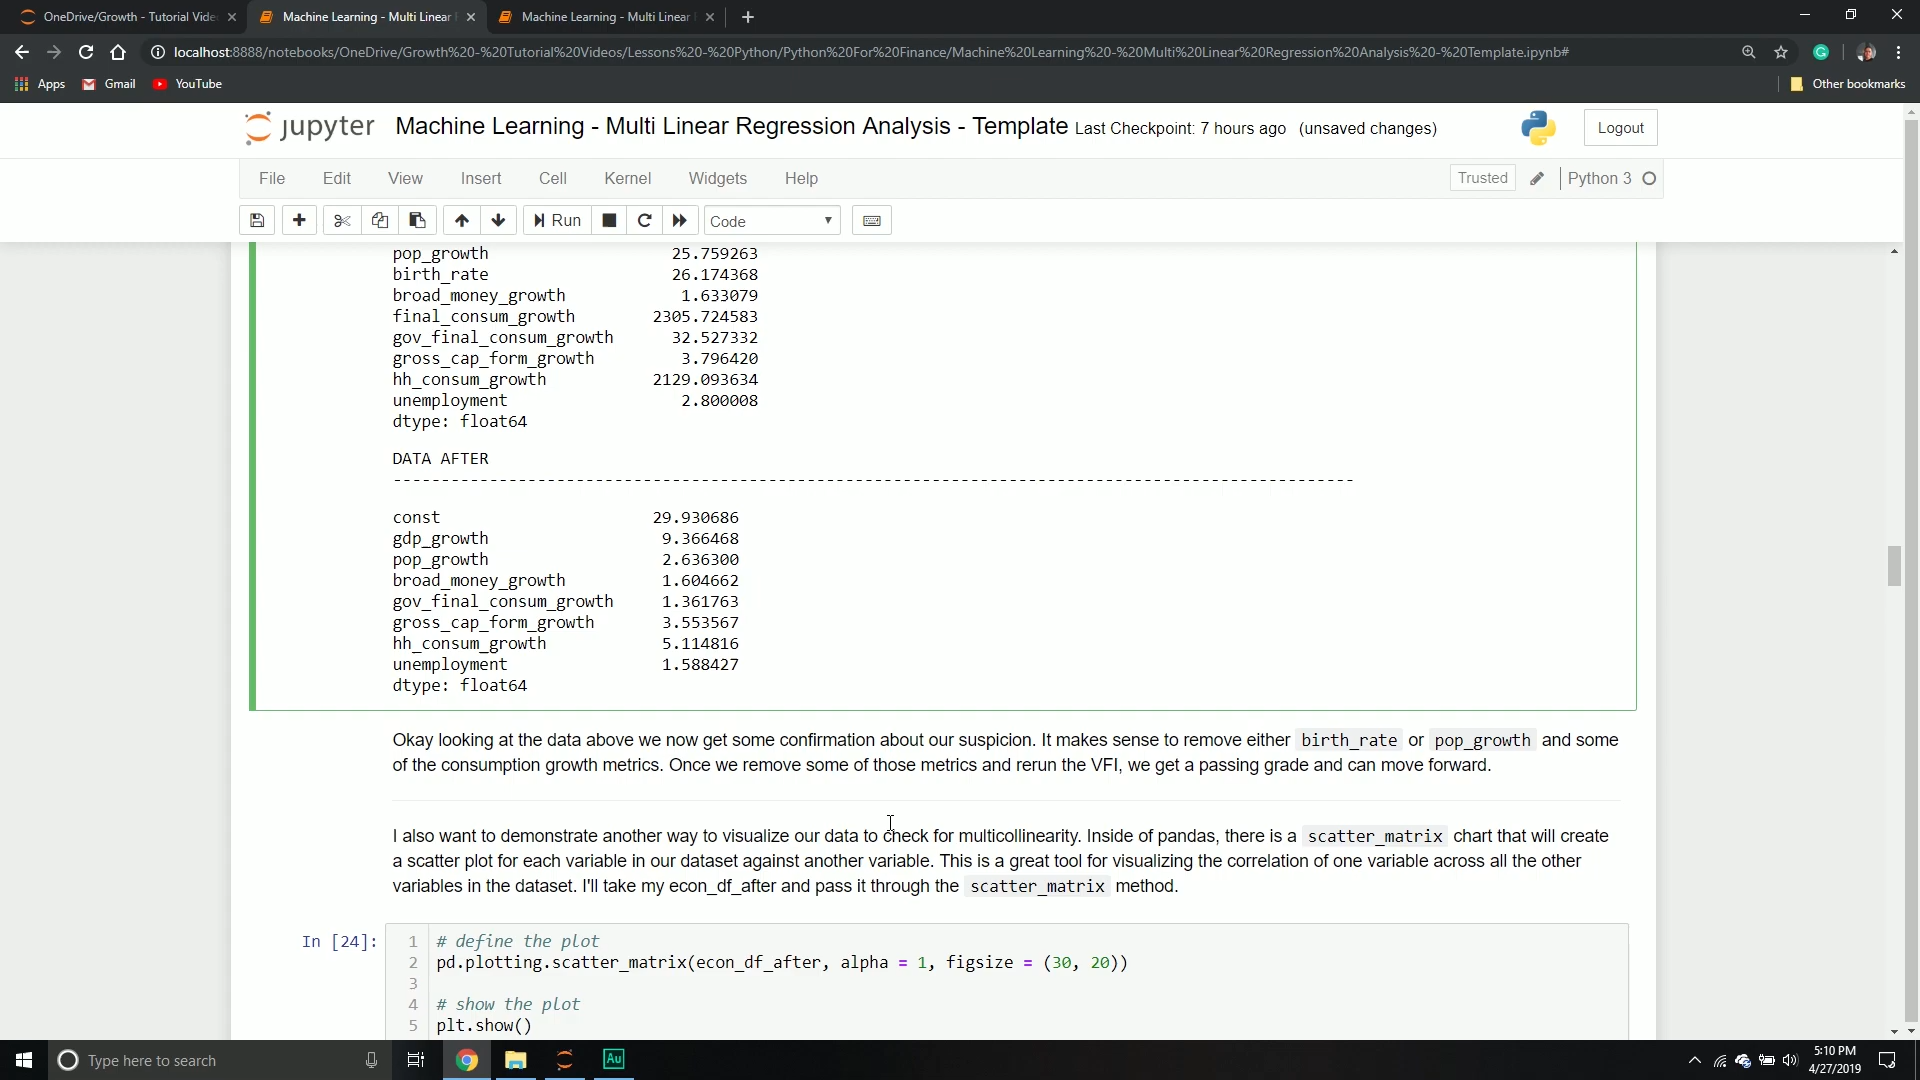 OneDrive/Growth - Tutorial Vide
Machine Learning - Multi Linear
Machine Learning - Multi Linear
localhost:8888/notebooks/OneDrive/Growth%20-%20Tutorial%20Videos/Lessons%20-%20Python/Python%20For%20Finance/Machine%20Learning%20-%20Multi%20Linear%20Regression%20Analysis%20-%20Template.ipynb#
Apps Gmail YouTube Other bookmarks
jupyter Machine Learning - Multi Linear Regression Analysis - Template Last Checkpoint: 7 hours ago (unsaved changes) Logout
File Edit View Insert Cell Kernel Widgets Help Trusted Python 3
Run Code
pop_growth 25.759263
birth_rate 26.174368
broad_money_growth 1.633079
final_consum_growth 2305.724583
gov_final_consum_growth 32.527332
gross_cap_form_growth 3.796420
hh_consum_growth 2129.093634
unemployment 2.800008
dtype: float64
DATA AFTER
----------------------------------------------------------------------------------------------------
const 29.930686
gdp_growth 9.366468
pop_growth 2.636300
broad_money_growth 1.604662
gov_final_consum_growth 1.361763
gross_cap_form_growth 3.553567
hh_consum_growth 5.114816
unemployment 1.588427
dtype: float64
Okay looking at the data above we now get some confirmation about our suspicion. It makes sense to remove either birth_rate or pop_growth and some
of the consumption growth metrics. Once we remove some of those metrics and rerun the VFI, we get a passing grade and can move forward.
I also want to demonstrate another way to visualize our data to check for multicollinearity. Inside of pandas, there is a scatter_matrix chart that will create
a scatter plot for each variable in our dataset against another variable. This is a great tool for visualizing the correlation of one variable across all the other
variables in the dataset. I'll take my econ_df_after and pass it through the scatter_matrix method.
In [24]: 1 # define the plot
2 pd.plotting.scatter_matrix(econ_df_after, alpha = 1, figsize = (30, 20))
3
4 # show the plot
5 plt.show()
Type here to search
Au
5:10 PM
4/27/2019